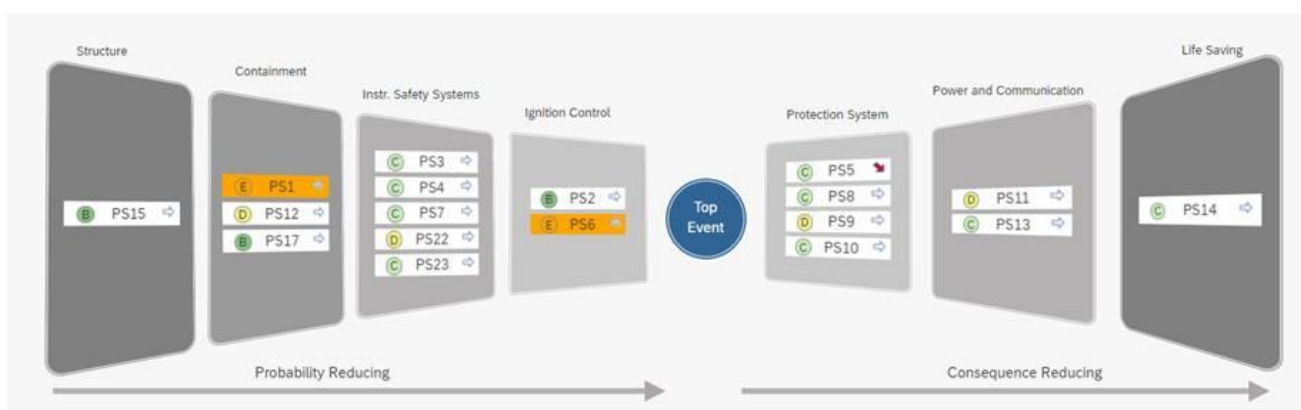 Structure
B PS15
Containment
E PS1
D PS12
B PS17
Instr. Safety Systems
C PS3
C PS4
C PS7
D PS22
C PS23
Ignition Control
B PS2
E PS6
Top
Event
Protection System
C PS5
C PS8
D PS9
C PS10
Power and Communication
D PS11
C PS13
Life Saving
C PS14
Probability Reducing
Consequence Reducing